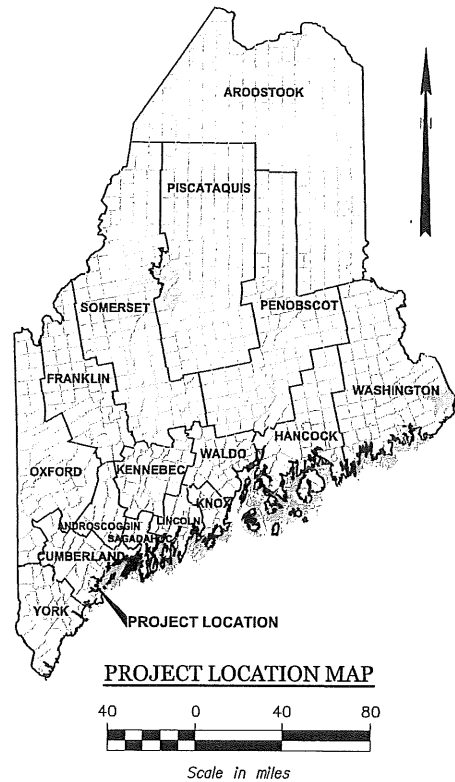 AROOSTOOK
PISCATAQUIS
SOMERSET
PENOBSCOT
FRANKLIN
WASHINGTON
HANCOCK
WALDO
OXFORD
KENNEBEC
KNOX
ANDROSCOGGIN
LINCOLN
SAGADAHOC
CUMBERLAND
YORK
PROJECT LOCATION
PROJECT LOCATION MAP
40 0 40 80
Scale in miles